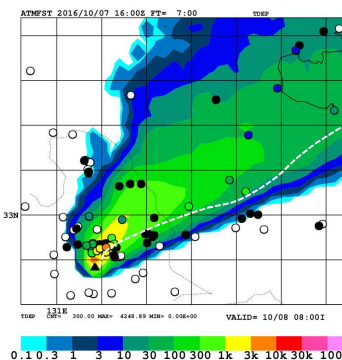 ATMFST 2016/10/07 16:00Z FT= 7:00 TDEP
33N
131E
TDEP CNT= 300.00 MAX= 4248.89 MIN= 0.00E+00 VALID= 10/08 08:00I
0.1 0.3 1 3 10 30 100 300 1k 3k 10k 30k 100